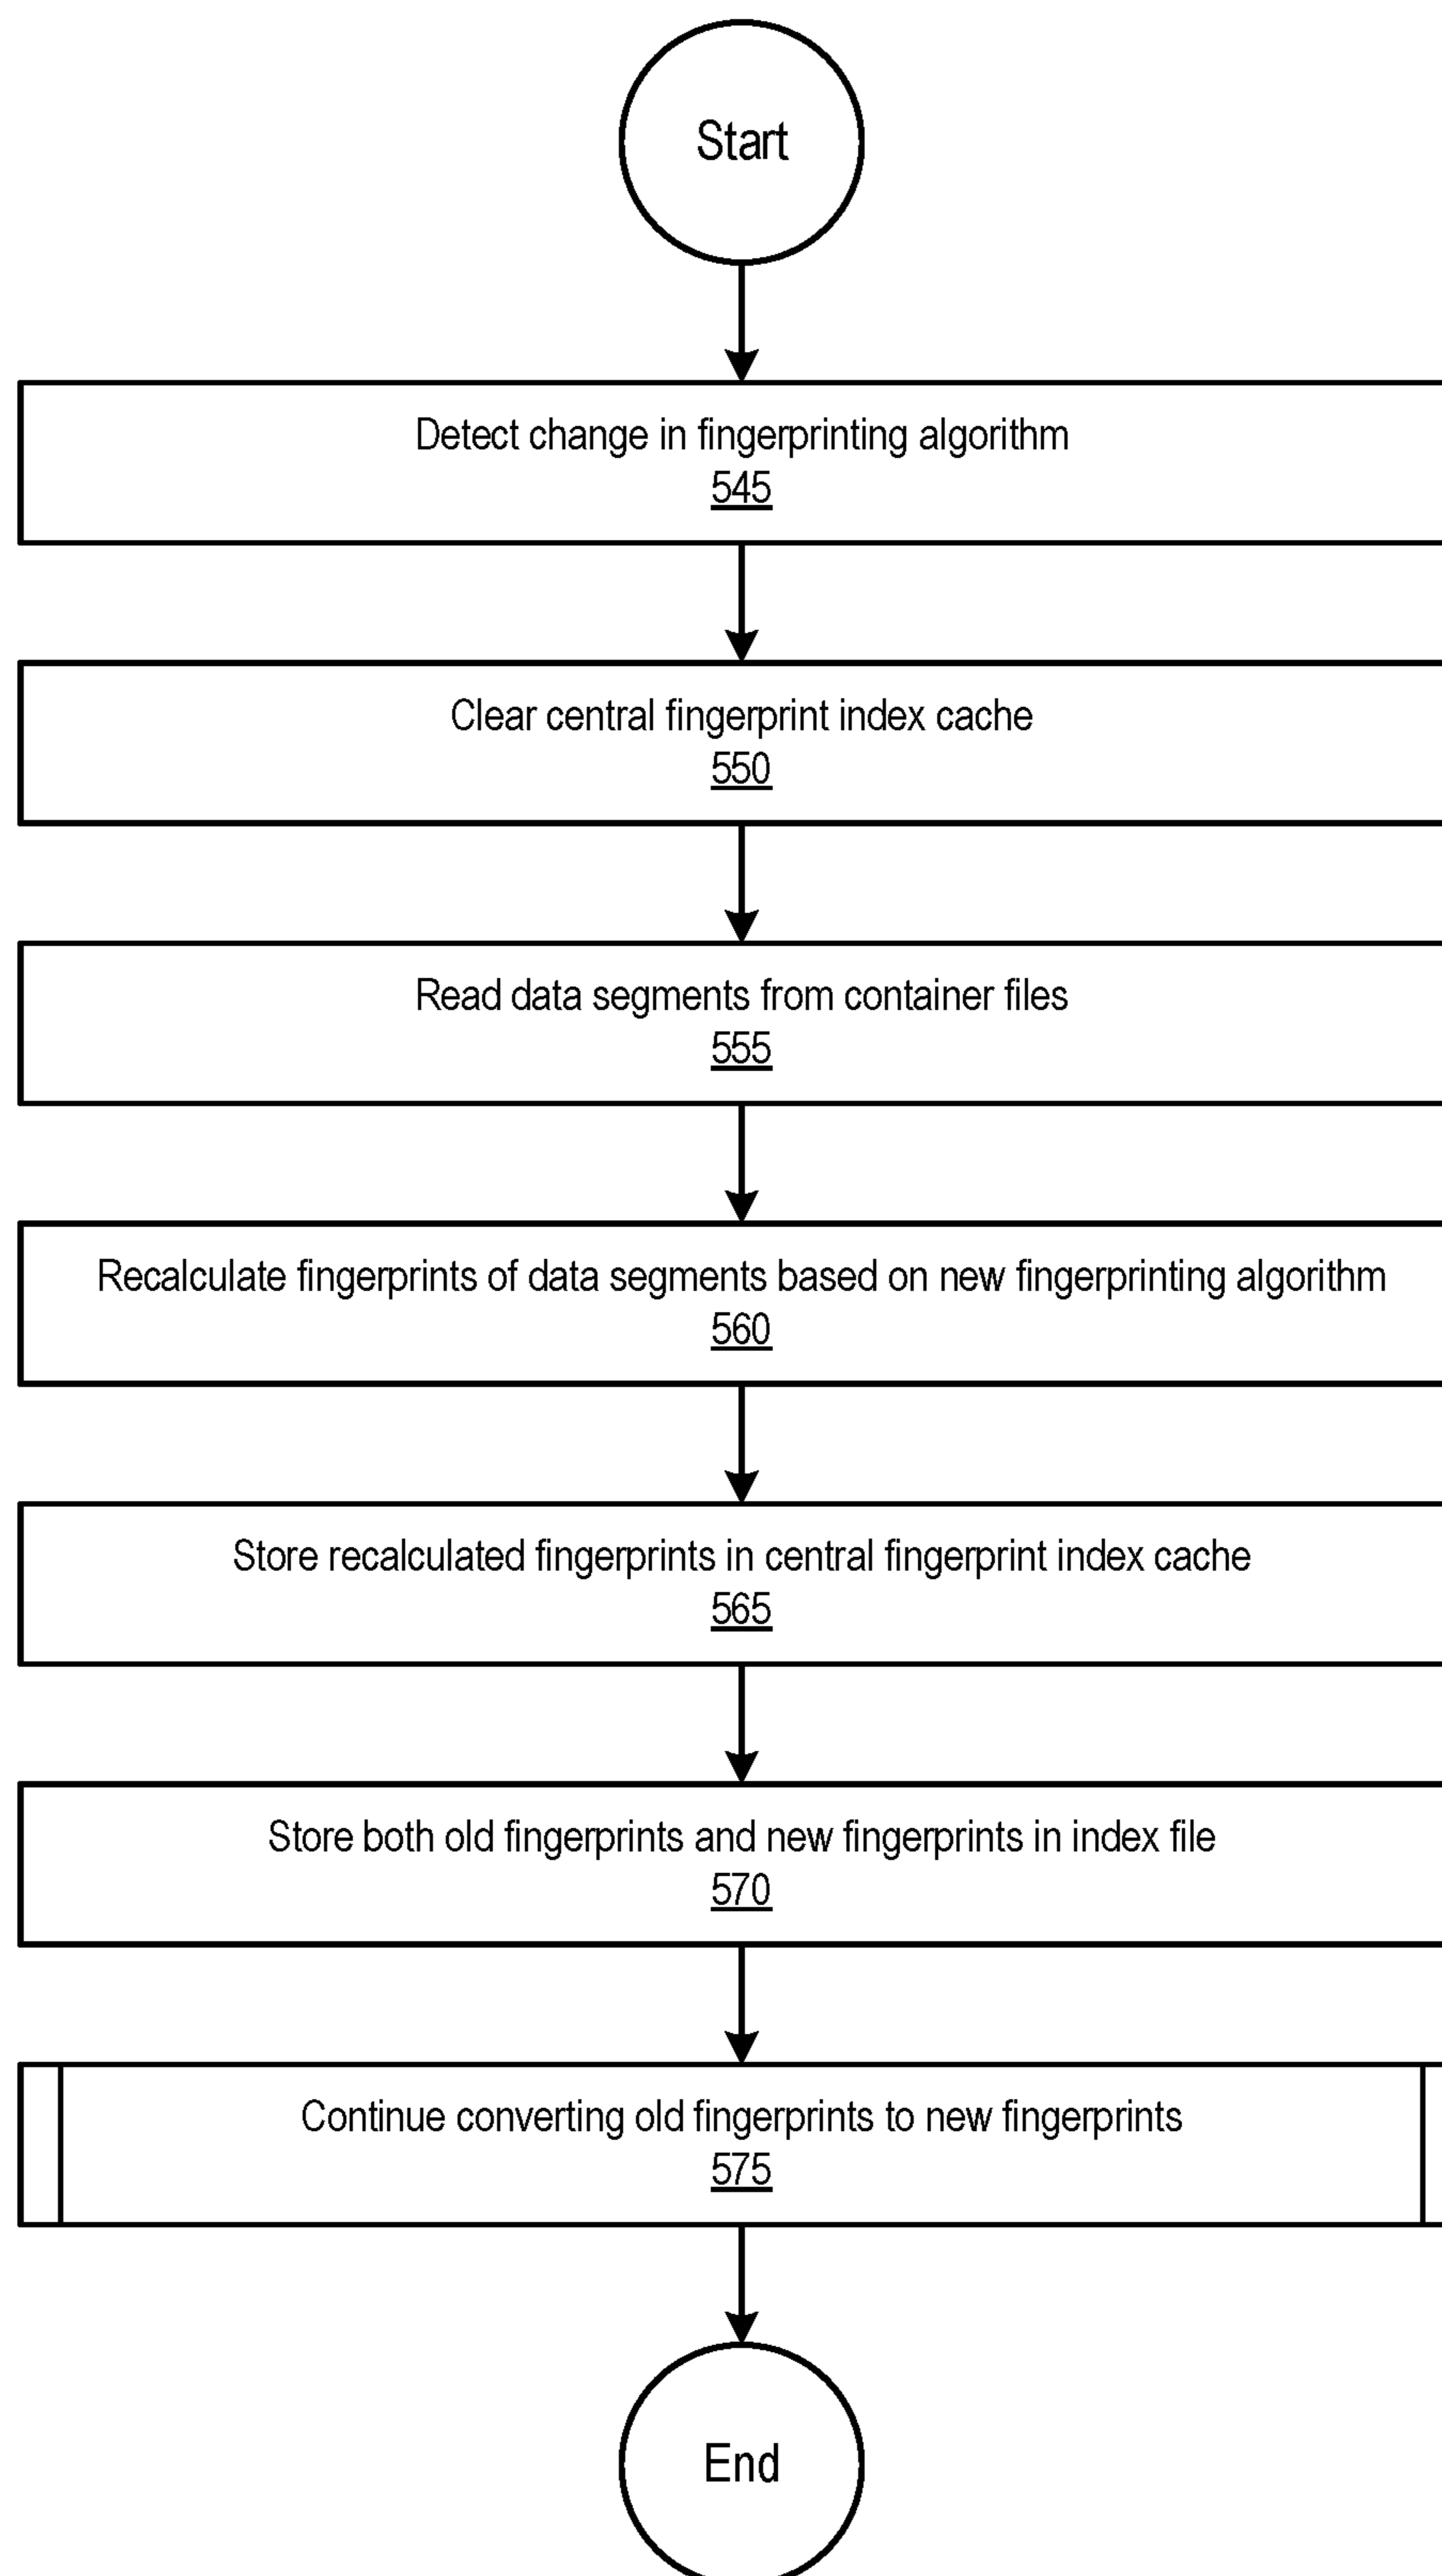 Start
Detect change in fingerprinting algorithm
545
Clear central fingerprint index cache
550
Read data segments from container files
555
Recalculate fingerprints of data segments based on new fingerprinting algorithm
560
Store recalculated fingerprints in central fingerprint index cache
565
Store both old fingerprints and new fingerprints in index file
570
Continue converting old fingerprints to new fingerprints
575
End